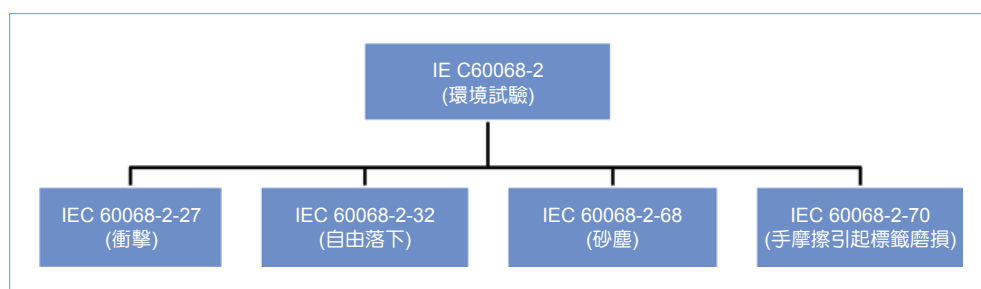 IE C60068-2
(環境試驗)
IEC 60068-2-27
(衝擊)
IEC 60068-2-32
(自由落下)
IEC 60068-2-68
(砂塵)
IEC 60068-2-70
(手摩擦引起標籤磨損)